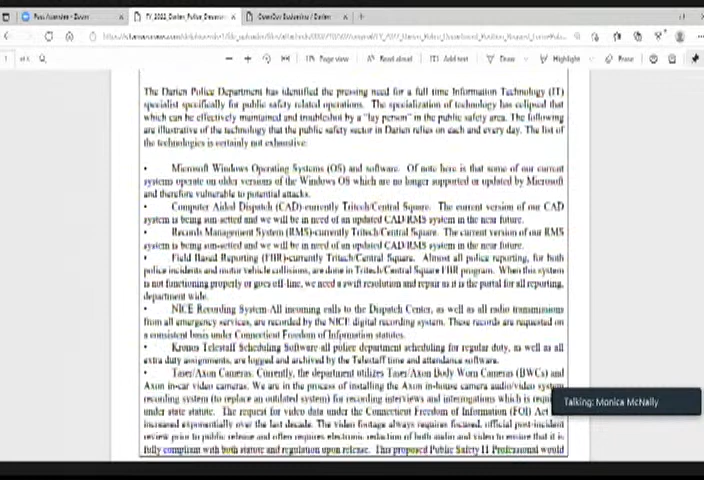 Page view
Read aloud
Add text
Draw
Highlight
Erase
The Darien Police Department has identified the pressing need for a full time Information Technology (IT)
specialist specifically for public safety related operations. The specialization of technology has eclipsed that
which can be effectively maintained and troubleshot by a "lay person" in the public safety area. The following
are illustrative of the technology that the public safety sector in Darien relies on each and every day. The list of
the technologies is certainly not exhaustive:
• Microsoft Windows Operating Systems (OS) and software. Of note here is that some of our current
systems operate on older versions of the Windows OS which are no longer supported or updated by Microsoft
and therefore vulnerable to potential attacks.
• Computer Aided Dispatch (CAD)-currently Tritech/Central Square. The current version of our CAD
system is being sun-setted and we will be in need of an updated CAD/RMS system in the near future.
• Records Management System (RMS)-currently Tritech/Central Square. The current version of our RMS
system is being sun-setted and we will be in need of an updated CAD/RMS system in the near future.
• Field Based Reporting (FBR)-currently Tritech/Central Square. Almost all police reporting, for both
police incidents and motor vehicle collisions, are done in Tritech/Central Square FBR program. When this system
is not functioning properly or goes off-line, we need a swift resolution and repair as it is the portal for all reporting,
department wide.
• NICE Recording System-All incoming calls to the Dispatch Center, as well as all radio transmissions
from all emergency services, are recorded by the NICE digital recording system. These records are requested on
a consistent basis under Connecticut Freedom of Information statutes.
• Kronos Telestaff Scheduling Software-all police department scheduling for regular duty, as well as all
extra duty assignments, are logged and archived by the Telestaff time and attendance software.
• Taser/Axon Cameras. Currently, the department utilizes Taser/Axon Body Worn Cameras (BWCs) and
Axon in-car video cameras. We are in the process of installing the Axon in-house camera audio/video system
recording system (to replace an outdated system) for recording interviews and interrogations which is
under state statute. The request for video data under the Connecticut Freedom of Information (FOI) Act
increased exponentially over the last decade. The video footage always requires focused, official post-incident
review prior to public release and often requires electronic redaction of both audio and video to ensure that it is
fully compliant with both statute and regulation upon release. This proposed Public Safety IT Professional would
Talking: Monica McNally